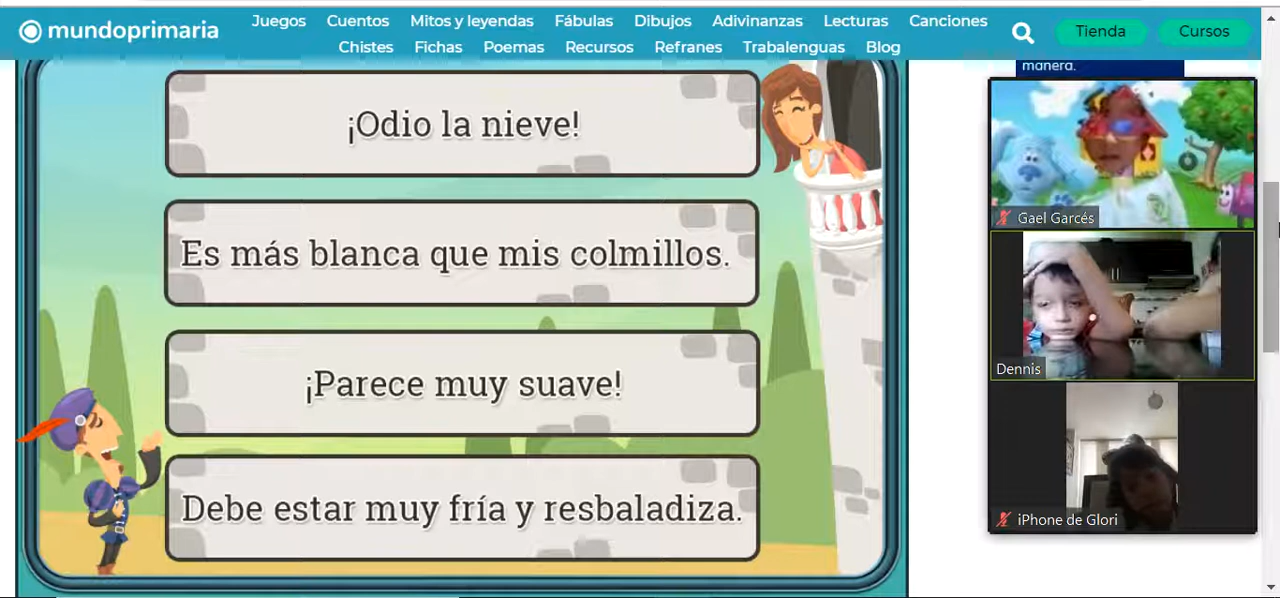 mundoprimaria
Juegos Cuentos Mitos y leyendas Fábulas Dibujos Adivinanzas Lecturas Canciones
Chistes Fichas Poemas Recursos Refranes Trabalenguas Blog
Tienda Cursos
manera.
¡Odio la nieve!
Es más blanca que mis colmillos.
¡Parece muy suave!
Debe estar muy fría y resbaladiza.
Gael Garcés
Dennis
iPhone de Glori